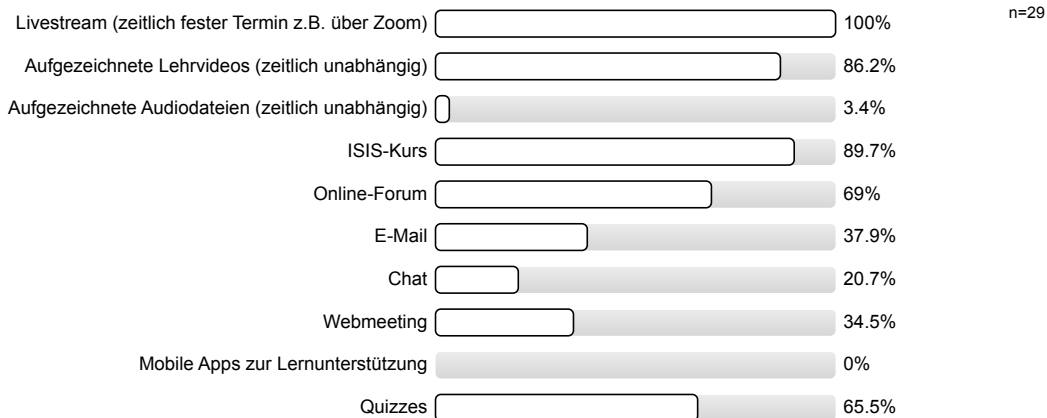 Livestream (zeitlich fester Termin z.B. über Zoom) 100% n=29
Aufgezeichnete Lehrvideos (zeitlich unabhängig) 86.2%
Aufgezeichnete Audiodateien (zeitlich unabhängig) 3.4%
ISIS-Kurs 89.7%
Online-Forum 69%
E-Mail 37.9%
Chat 20.7%
Webmeeting 34.5%
Mobile Apps zur Lernunterstützung 0%
Quizzes 65.5%